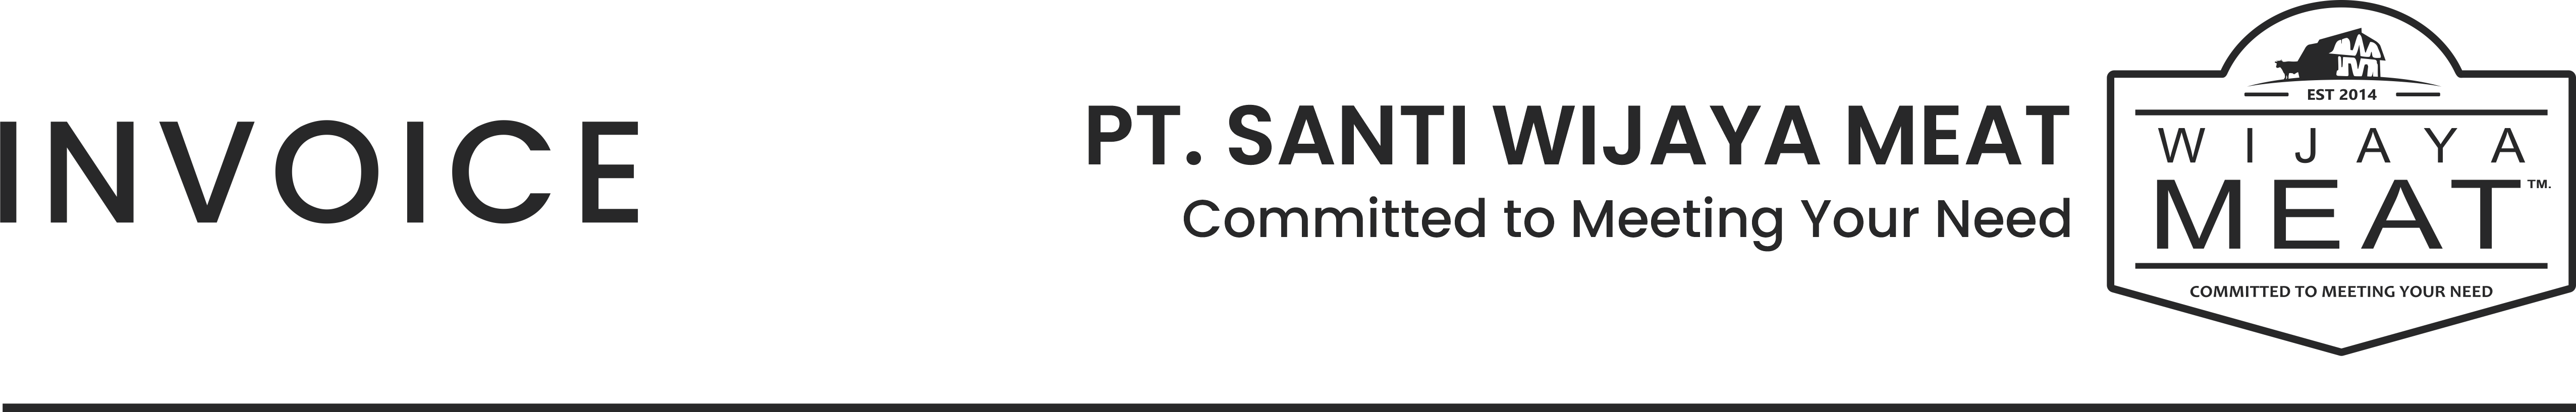 INVOICE
PT. SANTI WIJAYA MEAT
Committed to Meeting Your Need
EST 2014
WIJAYA
MEAT™.
COMMITTED TO MEETING YOUR NEED